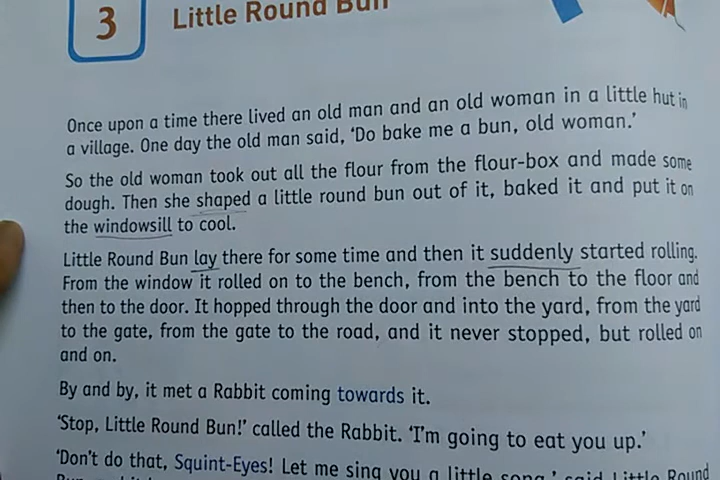 3
Little Round Bun
Once upon a time there lived an old man and an old woman in a little hut in
a village. One day the old man said, ‘Do bake me a bun, old woman.’
So the old woman took out all the flour from the flour-box and made some
dough. Then she shaped a little round bun out of it, baked it and put it on
the windowsill to cool.
Little Round Bun lay there for some time and then it suddenly started rolling.
From the window it rolled on to the bench, from the bench to the floor and
then to the door. It hopped through the door and into the yard, from the yard
to the gate, from the gate to the road, and it never stopped, but rolled on
and on.
By and by, it met a Rabbit coming towards it.
‘Stop, Little Round Bun!’ called the Rabbit. ‘I’m going to eat you up.’
‘Don’t do that, Squint-Eyes! Let me sing you a little song,’ said Little Round